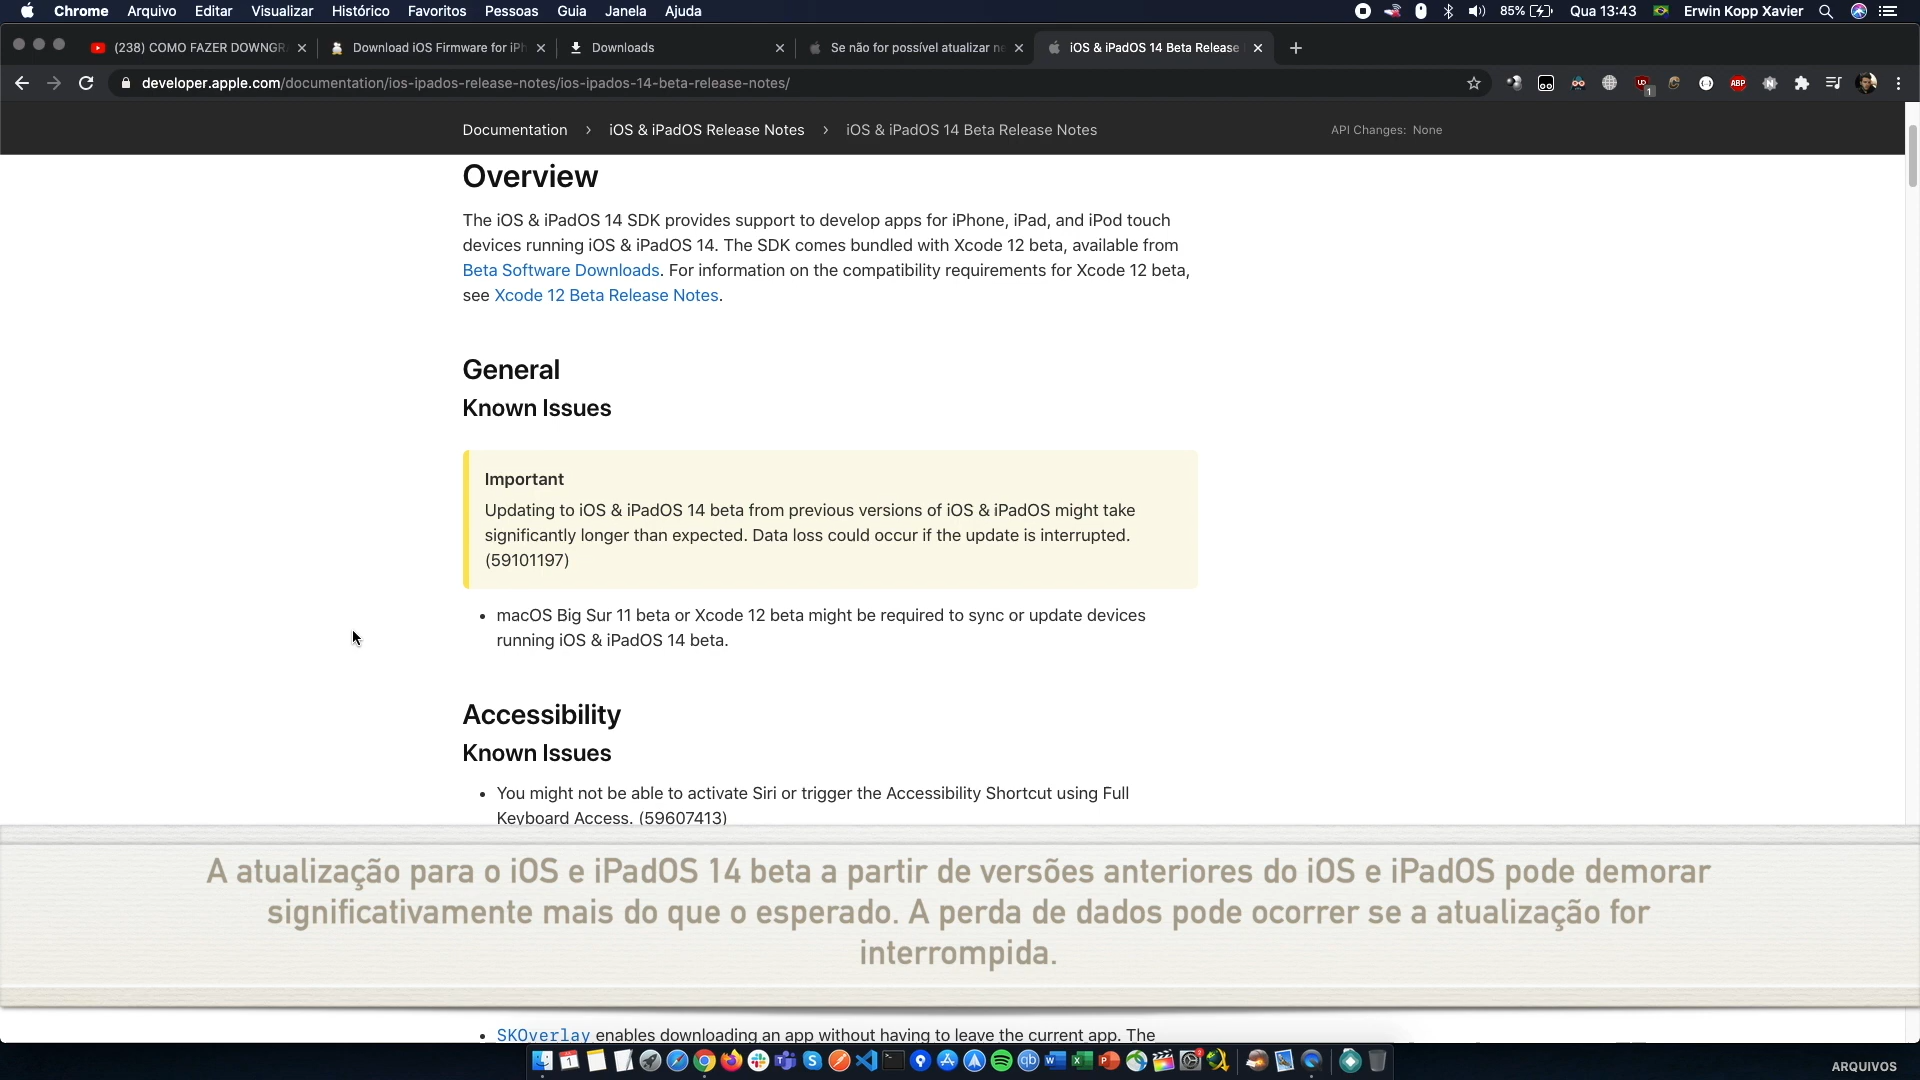 Chrome Arquivo Editar Visualizar Histórico Favoritos Pessoas Guia Janela Ajuda 85% Qua 13:43 Erwin Kopp Xavier
(238) COMO FAZER DOWNGR Download iOS Firmware for iPh Downloads Se não for possível atualizar ne iOS & iPadOS 14 Beta Release
developer.apple.com/documentation/ios-ipados-release-notes/ios-ipados-14-beta-release-notes/
Documentation > iOS & iPadOS Release Notes > iOS & iPadOS 14 Beta Release Notes API Changes: None
Overview
The iOS & iPadOS 14 SDK provides support to develop apps for iPhone, iPad, and iPod touch
devices running iOS & iPadOS 14. The SDK comes bundled with Xcode 12 beta, available from
Beta Software Downloads. For information on the compatibility requirements for Xcode 12 beta,
see Xcode 12 Beta Release Notes.
General
Known Issues
Important
Updating to iOS & iPadOS 14 beta from previous versions of iOS & iPadOS might take
significantly longer than expected. Data loss could occur if the update is interrupted.
(59101197)
• macOS Big Sur 11 beta or Xcode 12 beta might be required to sync or update devices
running iOS & iPadOS 14 beta.
Accessibility
Known Issues
• You might not be able to activate Siri or trigger the Accessibility Shortcut using Full
Keyboard Access. (59607413)
A atualização para o iOS e iPadOS 14 beta a partir de versões anteriores do iOS e iPadOS pode demorar
significativamente mais do que o esperado. A perda de dados pode ocorrer se a atualização for
interrompida.
• SKOverlay enables downloading an app without having to leave the current app. The
ARQUIVOS